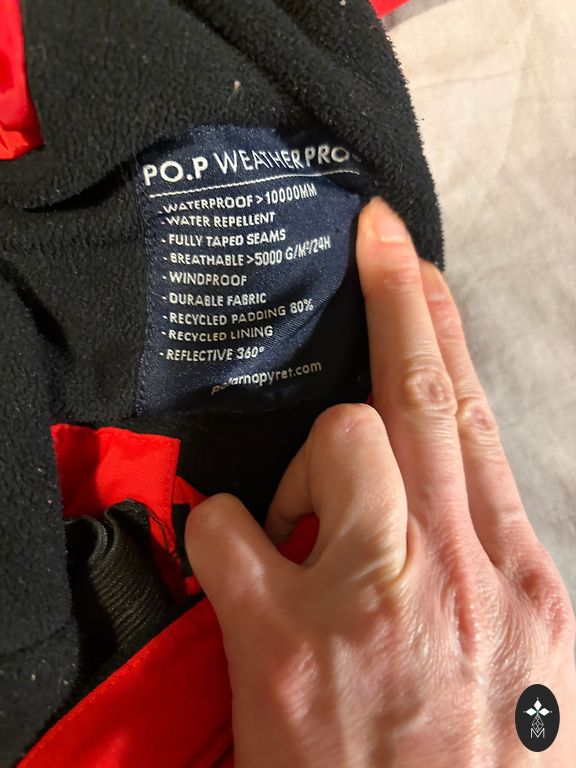 PO.P WEATHERPRO
- WATERPROOF > 10000MM
- WATER REPELLENT
- FULLY TAPED SEAMS
- BREATHABLE >5000 G/M²/24H
- WINDPROOF
- DURABLE FABRIC
- RECYCLED PADDING 80%
- RECYCLED LINING
- REFLECTIVE 360°
polarnopyret.com
M